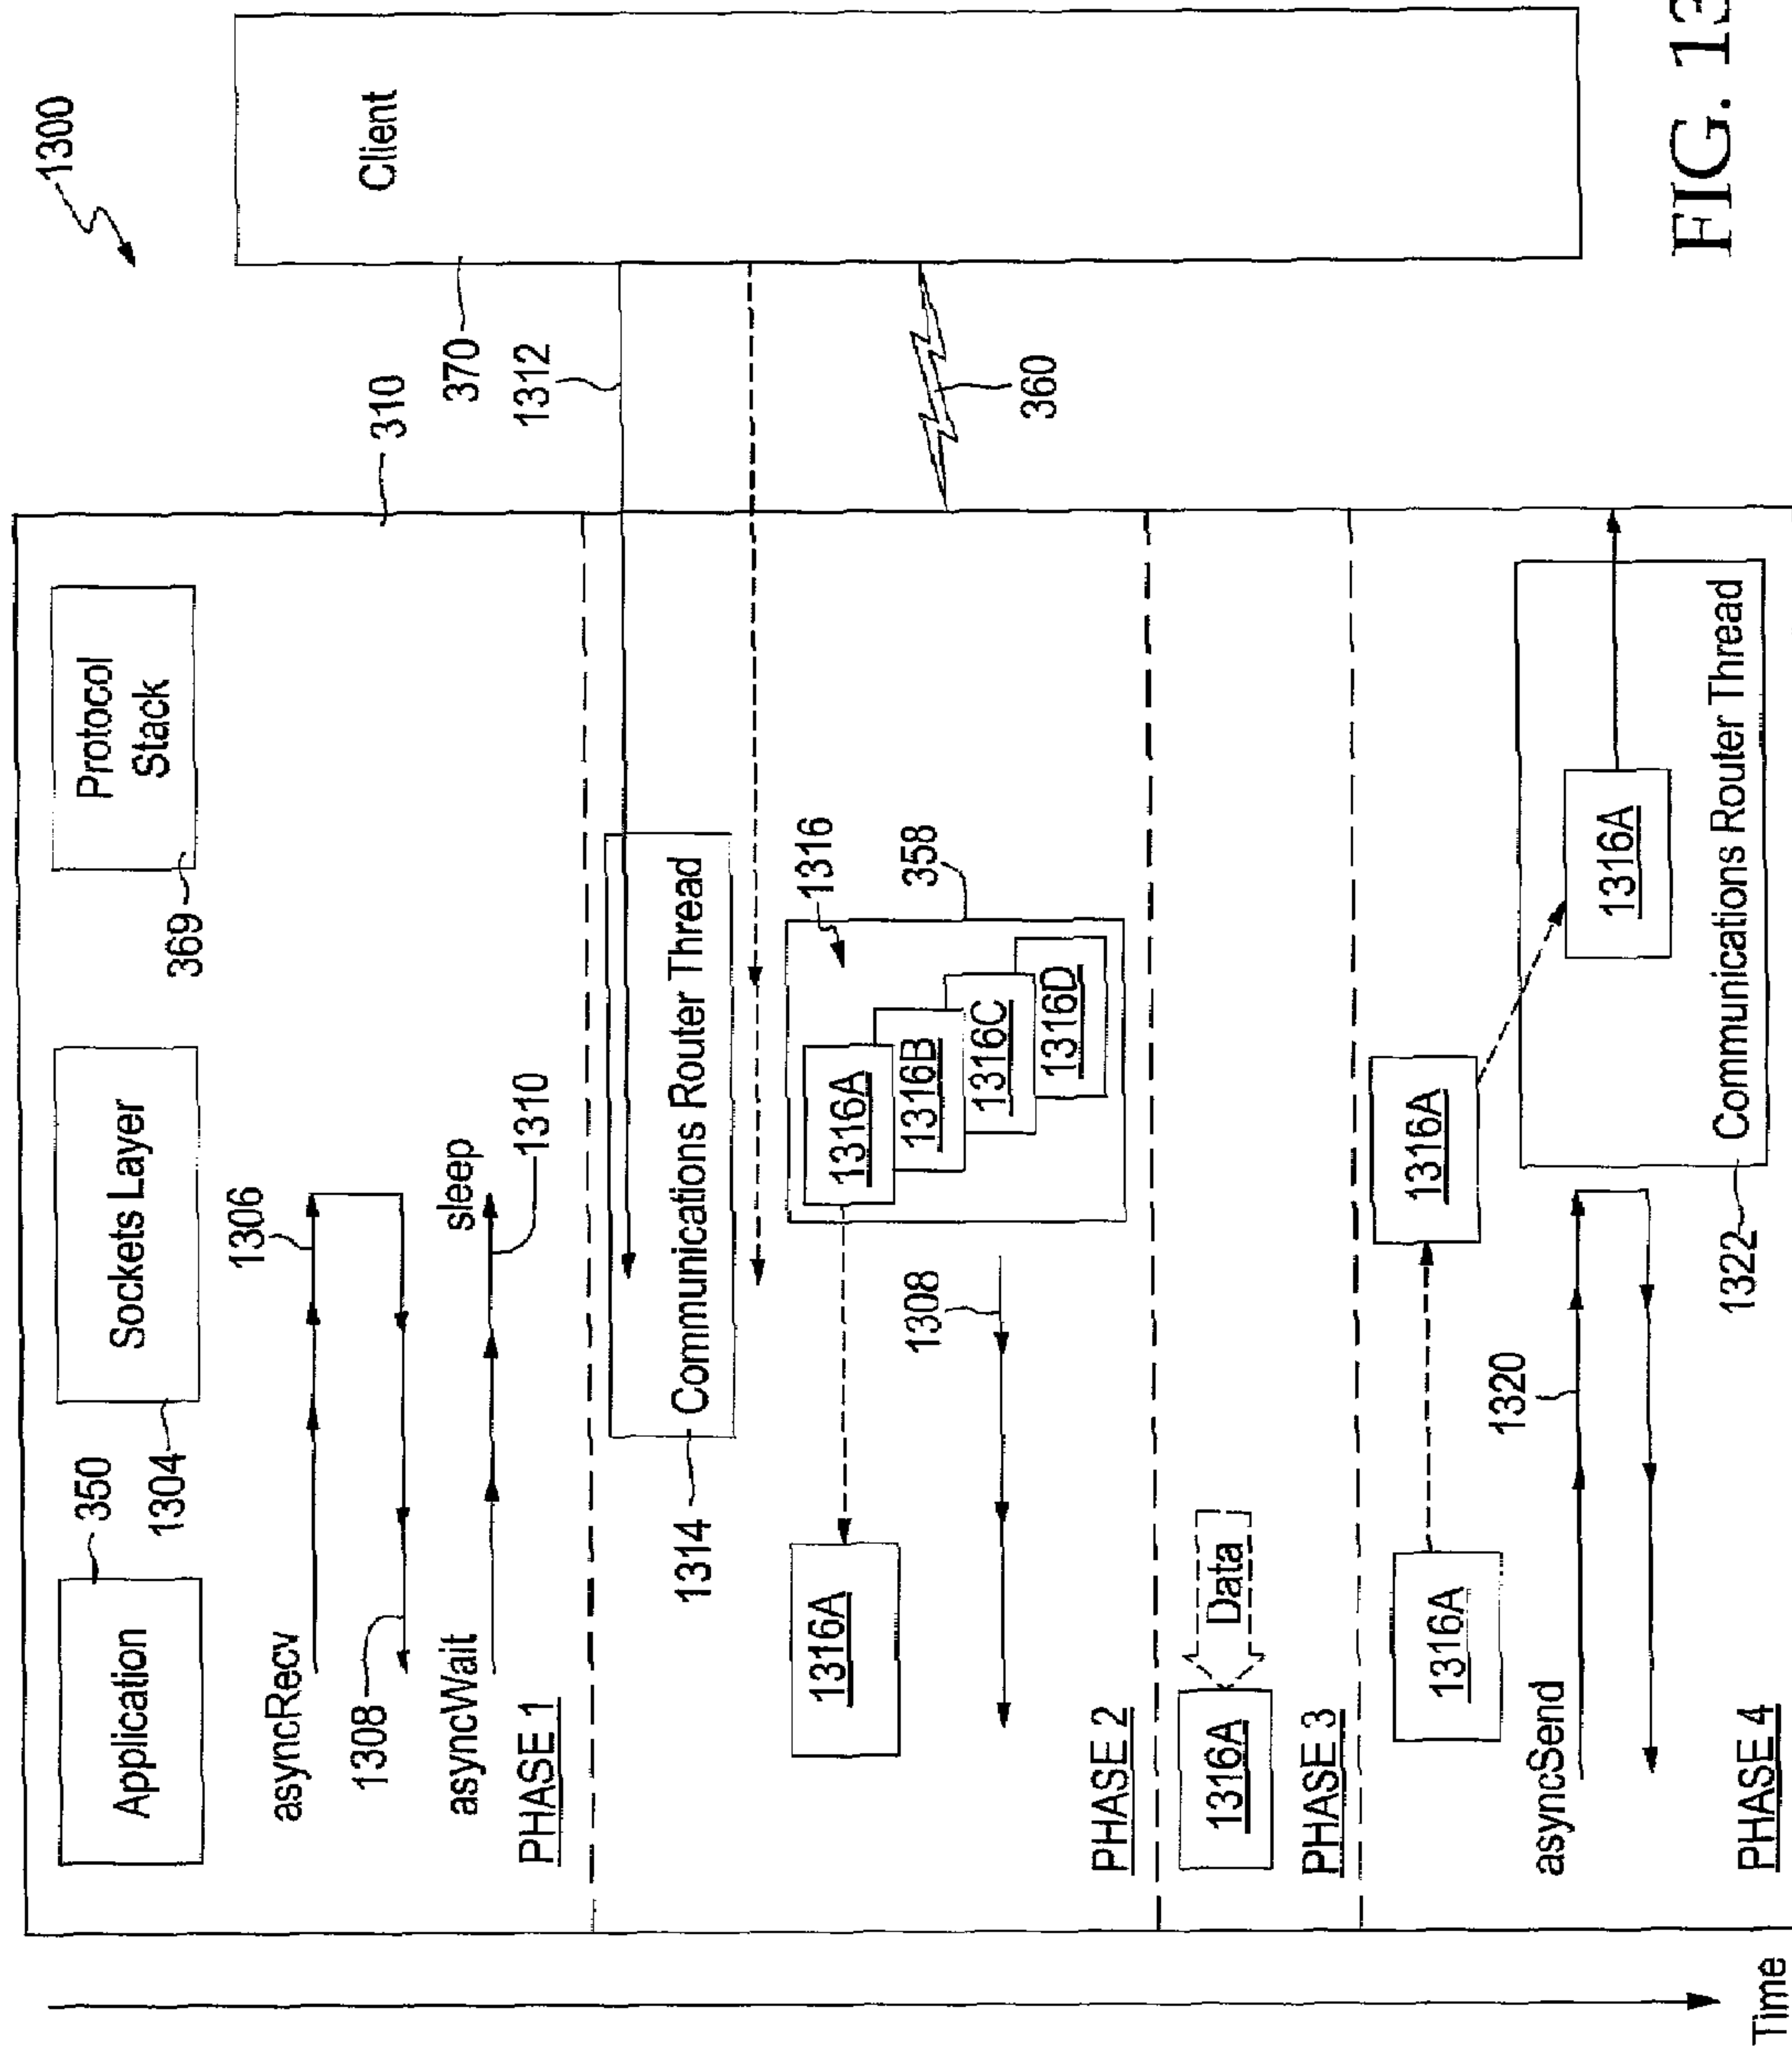 1300
Application
350
Sockets Layer
1304
Protocol
Stack
369
310
Client
370
asyncRecv
1306
1308
asyncWait
sleep
1310
PHASE 1
1312
1314
Communications Router Thread
1316
1316A
1316A
1316B
1316C
1316D
358
360
1308
PHASE 2
1316A
Data
PHASE 3
1316A
1316A
1316A
asyncSend
1320
1322
Communications Router Thread
PHASE 4
Time
FIG. 13